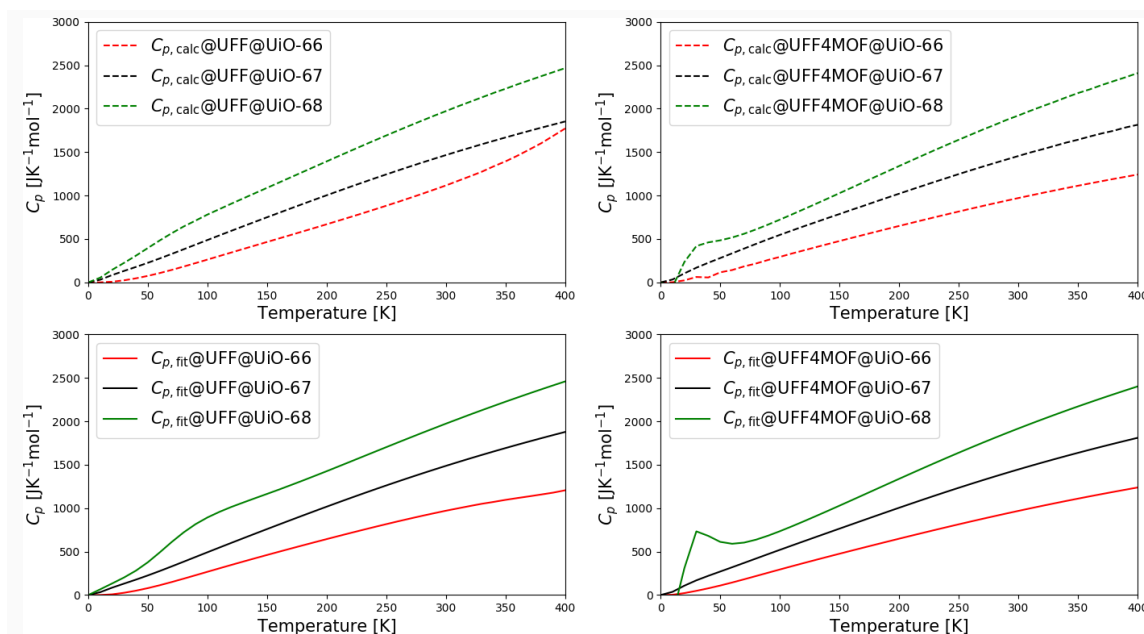 3000
2500
2000
1500
1000
500
0
C_p [JK⁻¹mol⁻¹]
C_p, calc@UFF@UiO-66
C_p, calc@UFF@UiO-67
C_p, calc@UFF@UiO-68
0 50 100 150 200 250 300 350 400
Temperature [K]
3000
2500
2000
1500
1000
500
0
C_p [JK⁻¹mol⁻¹]
C_p, calc@UFF4MOF@UiO-66
C_p, calc@UFF4MOF@UiO-67
C_p, calc@UFF4MOF@UiO-68
0 50 100 150 200 250 300 350 400
Temperature [K]
3000
2500
2000
1500
1000
500
0
C_p [JK⁻¹mol⁻¹]
C_p, fit@UFF@UiO-66
C_p, fit@UFF@UiO-67
C_p, fit@UFF@UiO-68
0 50 100 150 200 250 300 350 400
Temperature [K]
3000
2500
2000
1500
1000
500
0
C_p [JK⁻¹mol⁻¹]
C_p, fit@UFF4MOF@UiO-66
C_p, fit@UFF4MOF@UiO-67
C_p, fit@UFF4MOF@UiO-68
0 50 100 150 200 250 300 350 400
Temperature [K]